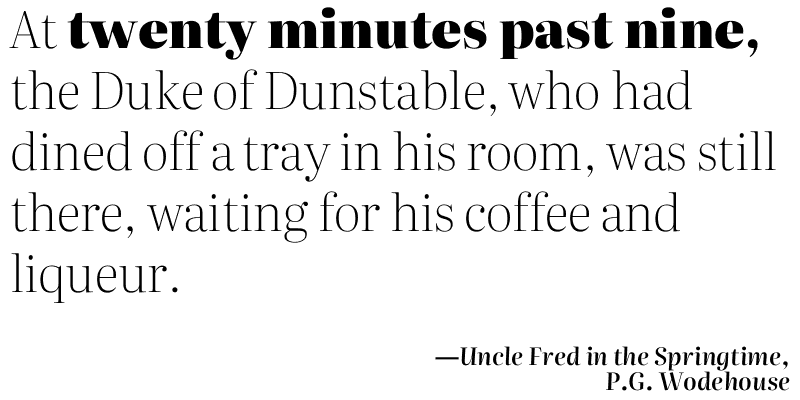 At twenty minutes past nine,
the Duke of Dunstable, who had
dined off a tray in his room, was still
there, waiting for his coffee and
liqueur.
—Uncle Fred in the Springtime,
P.G. Wodehouse